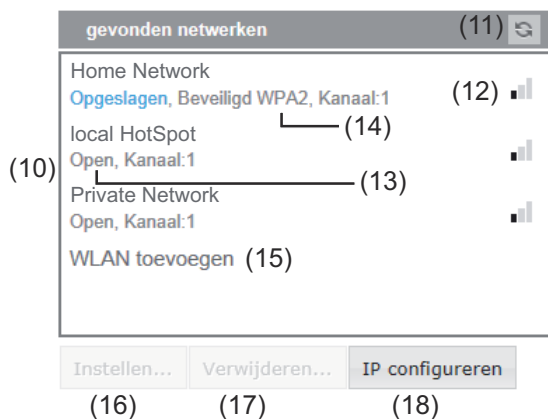 gevonden netwerken (11)
Home Network
Opgeslagen, Beveiligd WPA2, Kanaal:1 (12)
(14)
local HotSpot
Open, Kanaal:1
(10) (13)
Private Network
Open, Kanaal:1
WLAN toevoegen (15)
Instellen... Verwijderen... IP configureren
(16) (17) (18)